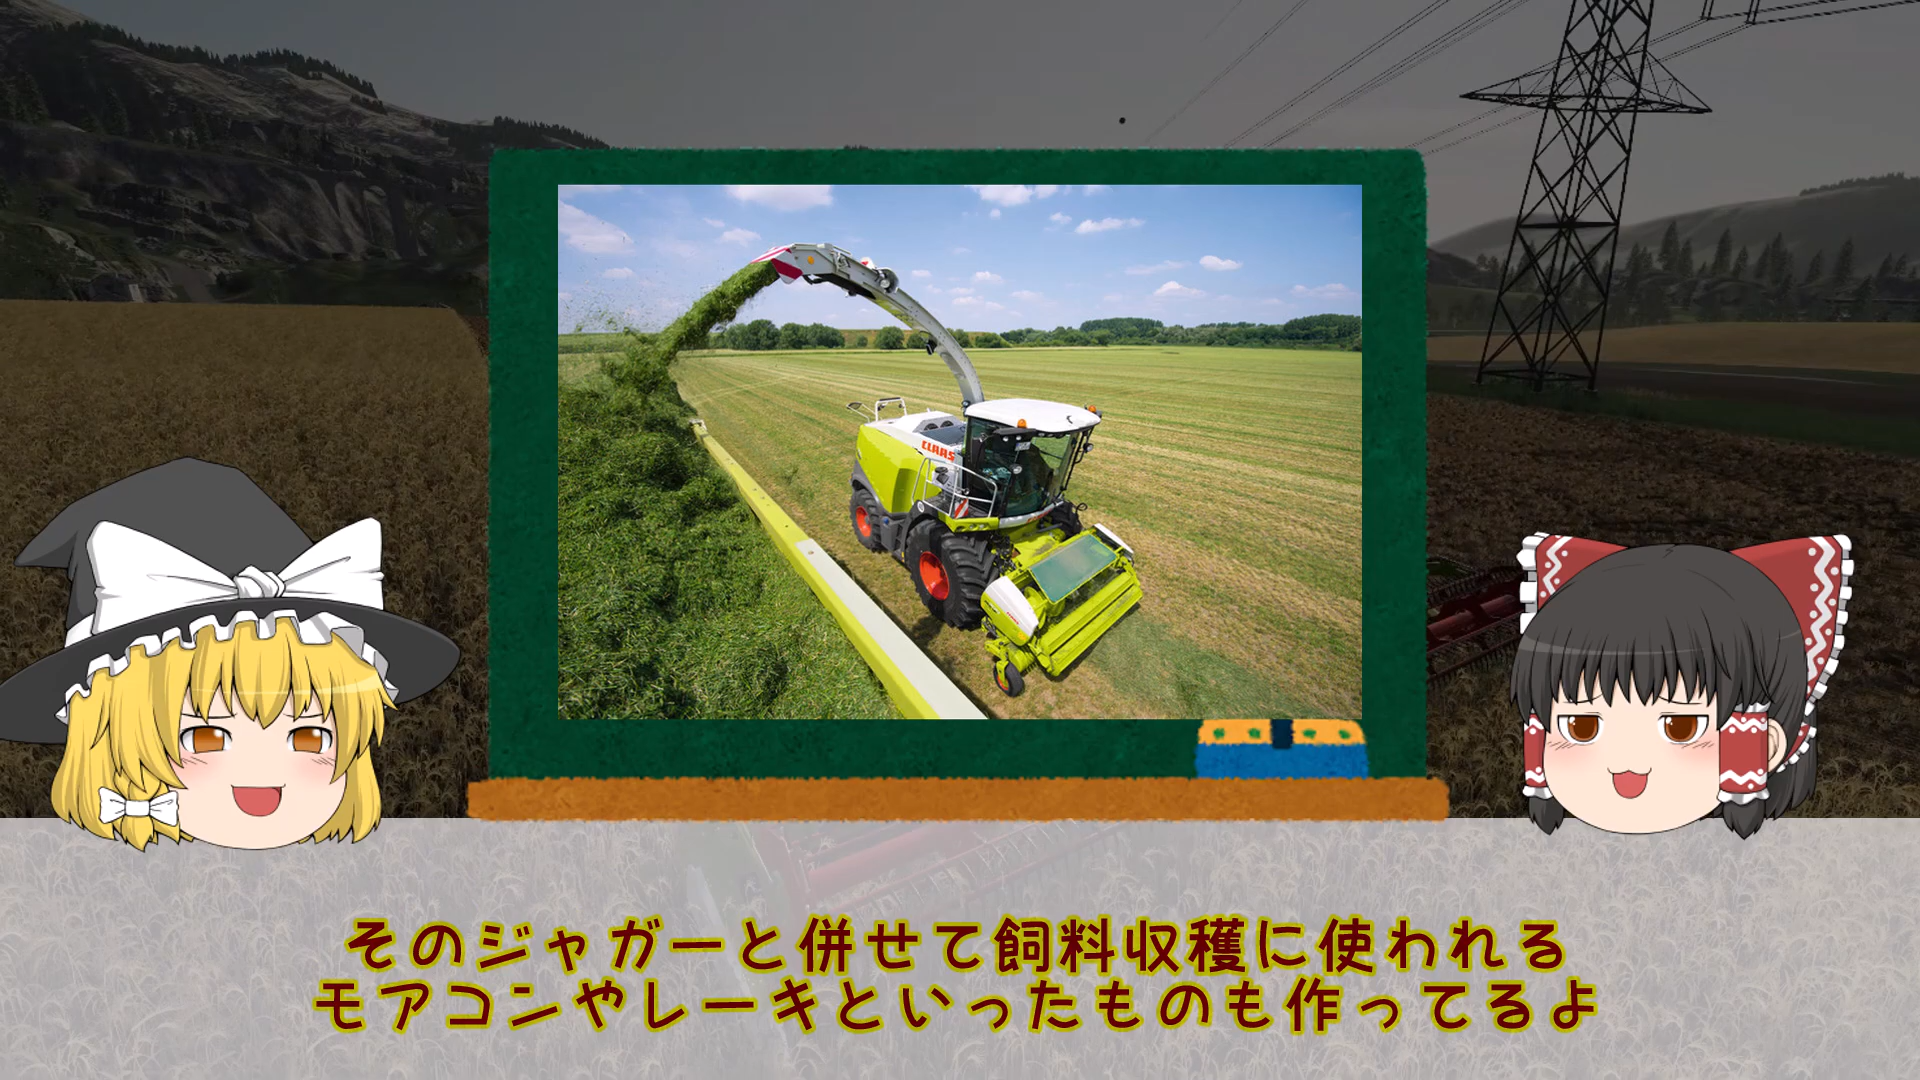 CLAAS
そのジャガーと併せて飼料収穫に使われる
モアコンやレーキといったものも作ってるよ